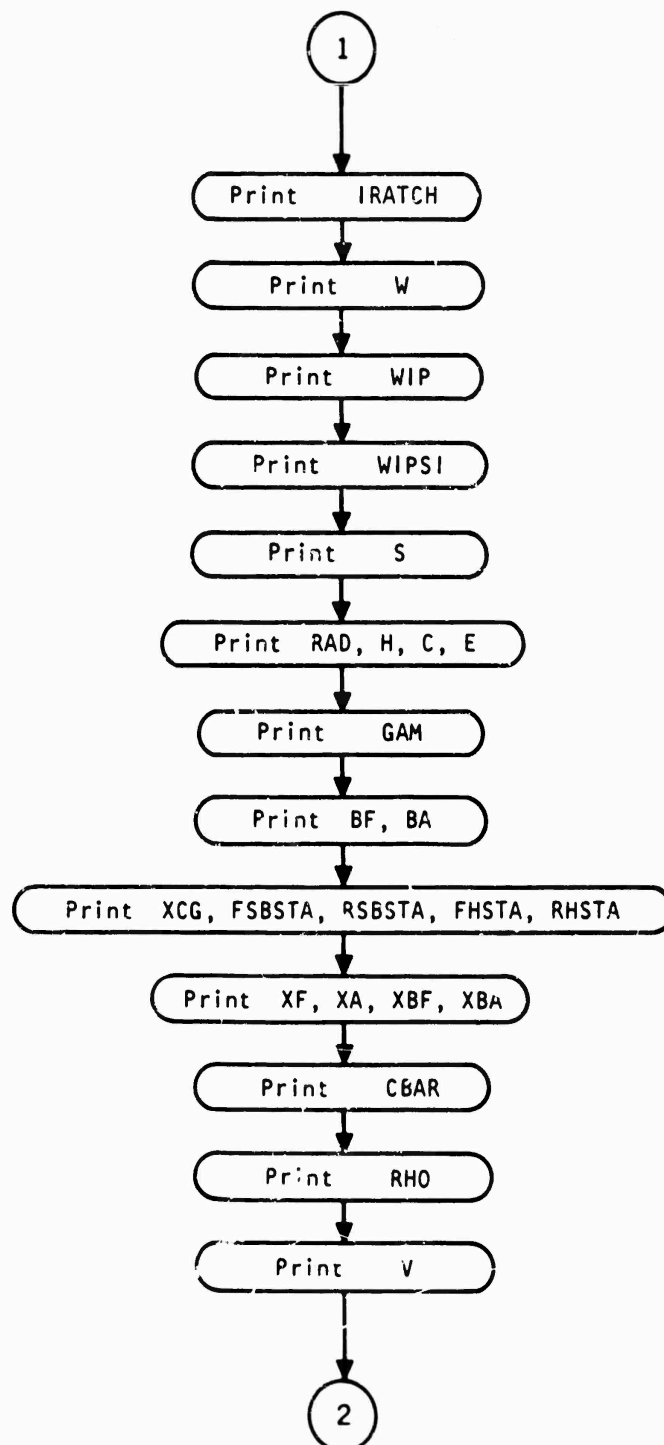 1
Print IRATCH
Print W
Print WIP
Print WIPSI
Print S
Print RAD, H, C, E
Print GAM
Print BF, BA
Print XCG, FSBSTA, RSBSTA, FHSTA, RHSTA
Print XF, XA, XBF, XBA
Print CBAR
Print RHO
Print V
2